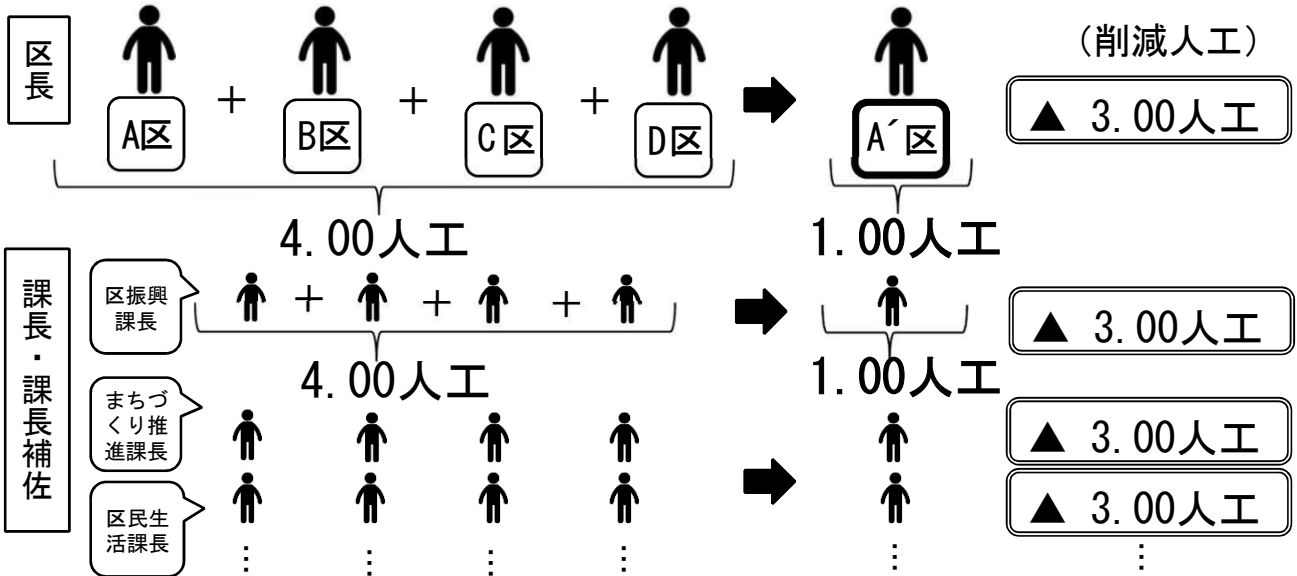 区長
(削減人工)
A区 + B区 + C区 + D区
A´区
▲ 3.00人工
4.00人工
1.00人工
課長・課長補佐
区振興
課長
+ + +
▲ 3.00人工
4.00人工
1.00人工
まちづ
くり推
進課長
▲ 3.00人工
区民生
活課長
▲ 3.00人工
⋮ ⋮ ⋮ ⋮ ⋮ ⋮